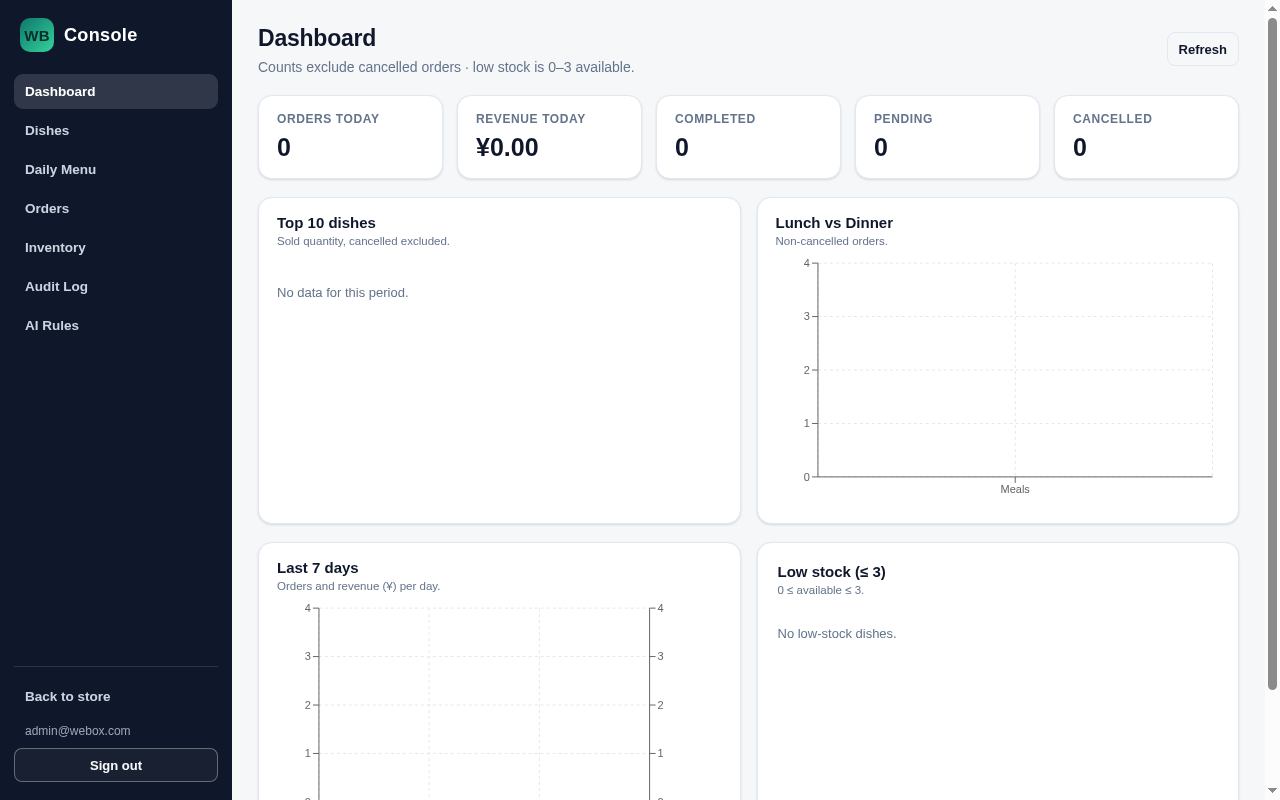 WB Console
Dashboard
Dishes
Daily Menu
Orders
Inventory
Audit Log
AI Rules
Back to store
admin@webox.com
Sign out
Dashboard
Counts exclude cancelled orders · low stock is 0–3 available.
Refresh
ORDERS TODAY
0
REVENUE TODAY
¥0.00
COMPLETED
0
PENDING
0
CANCELLED
0
Top 10 dishes
Sold quantity, cancelled excluded.
No data for this period.
Lunch vs Dinner
Non-cancelled orders.
4
3
2
1
0
Meals
Last 7 days
Orders and revenue (¥) per day.
4 4
3 3
2 2
1 1
0 0
Low stock (≤ 3)
0 ≤ available ≤ 3.
No low-stock dishes.